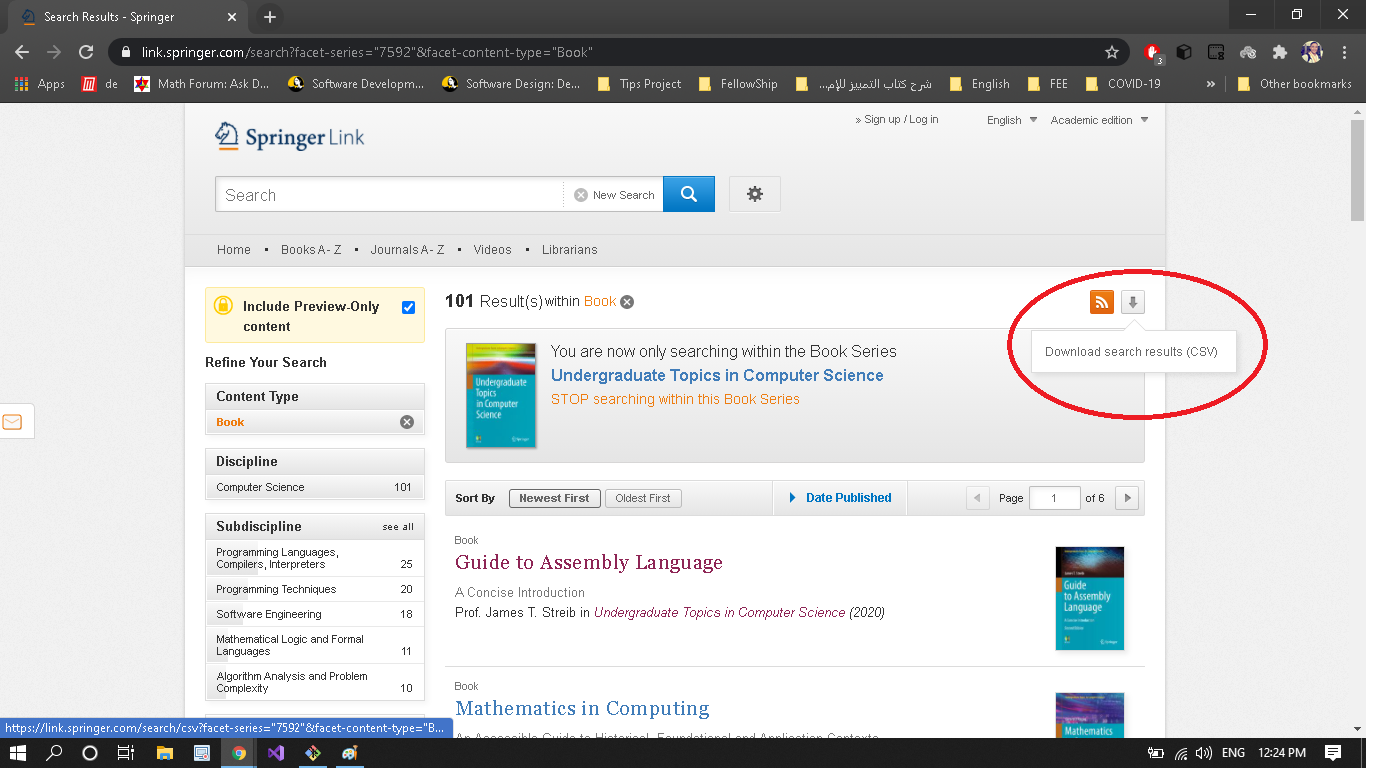 Search Results - Springer
link.springer.com/search?facet-series="7592"&facet-content-type="Book"
3
Apps
de
Math Forum: Ask D...
Software Developm...
Software Design: De...
Tips Project
FellowShip
شرح كتاب التمييز للإم...
English
FEE
COVID-19
»
Other bookmarks
Springer Link
» Sign up / Log in
English
Academic edition
Search
New Search
Home • Books A - Z • Journals A - Z • Videos • Librarians
Include Preview-Only
content
Refine Your Search
Content Type
Book
Discipline
Computer Science 101
Subdiscipline see all
Programming Languages,
Compilers, Interpreters 25
Programming Techniques 20
Software Engineering 18
Mathematical Logic and Formal
Languages 11
Algorithm Analysis and Problem
Complexity 10
101 Result(s) within Book
Download search results (CSV)
Undergraduate
Topics
in Computer
Science
Springer
You are now only searching within the Book Series
Undergraduate Topics in Computer Science
STOP searching within this Book Series
Sort By Newest First Oldest First
Date Published
Page 1 of 6
Book
Guide to Assembly Language
A Concise Introduction
Prof. James T. Streib in Undergraduate Topics in Computer Science (2020)
Guide
to Assembly
Language
Springer
Book
Mathematics in Computing
An Accessible Guide to Historical, Foundational and Application Contexts
Mathematics
https://link.springer.com/search/csv?facet-series="7592"&facet-content-type="B...
ENG
12:24 PM